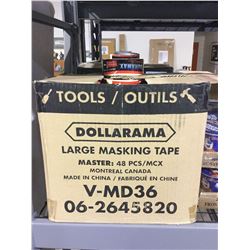 TOOLS / OUTILS
DOLLARAMA
LARGE MASKING TAPE
MASTER: 48 PCS/MCX
MONTREAL CANADA
MADE IN CHINA / FABRIQUÉ EN CHINE
V-MD36
06-2645820